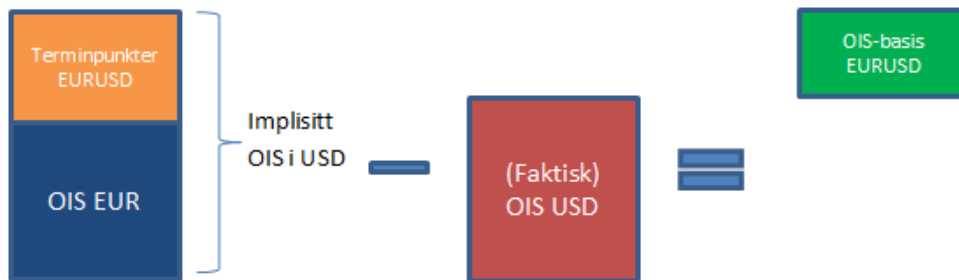 Terminpunkter
EURUSD
OIS EUR
Implisitt
OIS i USD
(Faktisk)
OIS USD
OIS-basis
EURUSD